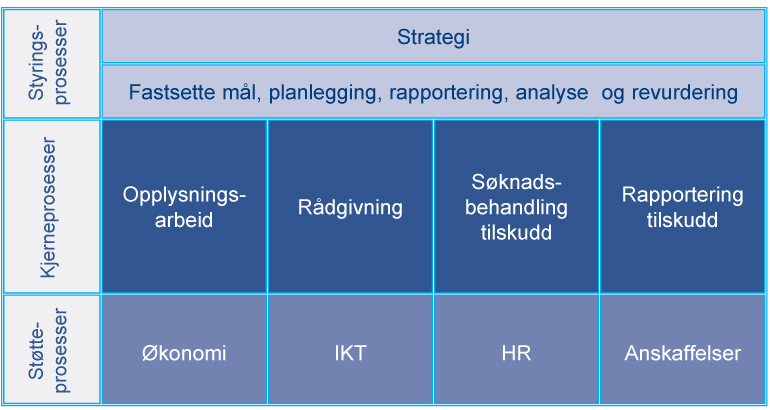 Styrings-
prosesser
Strategi
Fastsette mål, planlegging, rapportering, analyse og revurdering
Kjerneprosesser
Opplysnings-
arbeid
Rådgivning
Søknads-
behandling
tilskudd
Rapportering
tilskudd
Støtte-
prosesser
Økonomi
IKT
HR
Anskaffelser